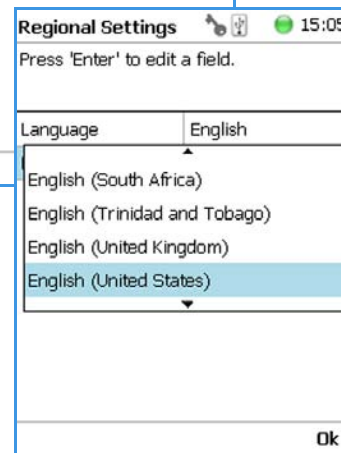 Regional Settings 15:05
Press 'Enter' to edit a field.
Language English
English (South Africa)
English (Trinidad and Tobago)
English (United Kingdom)
English (United States)
Ok